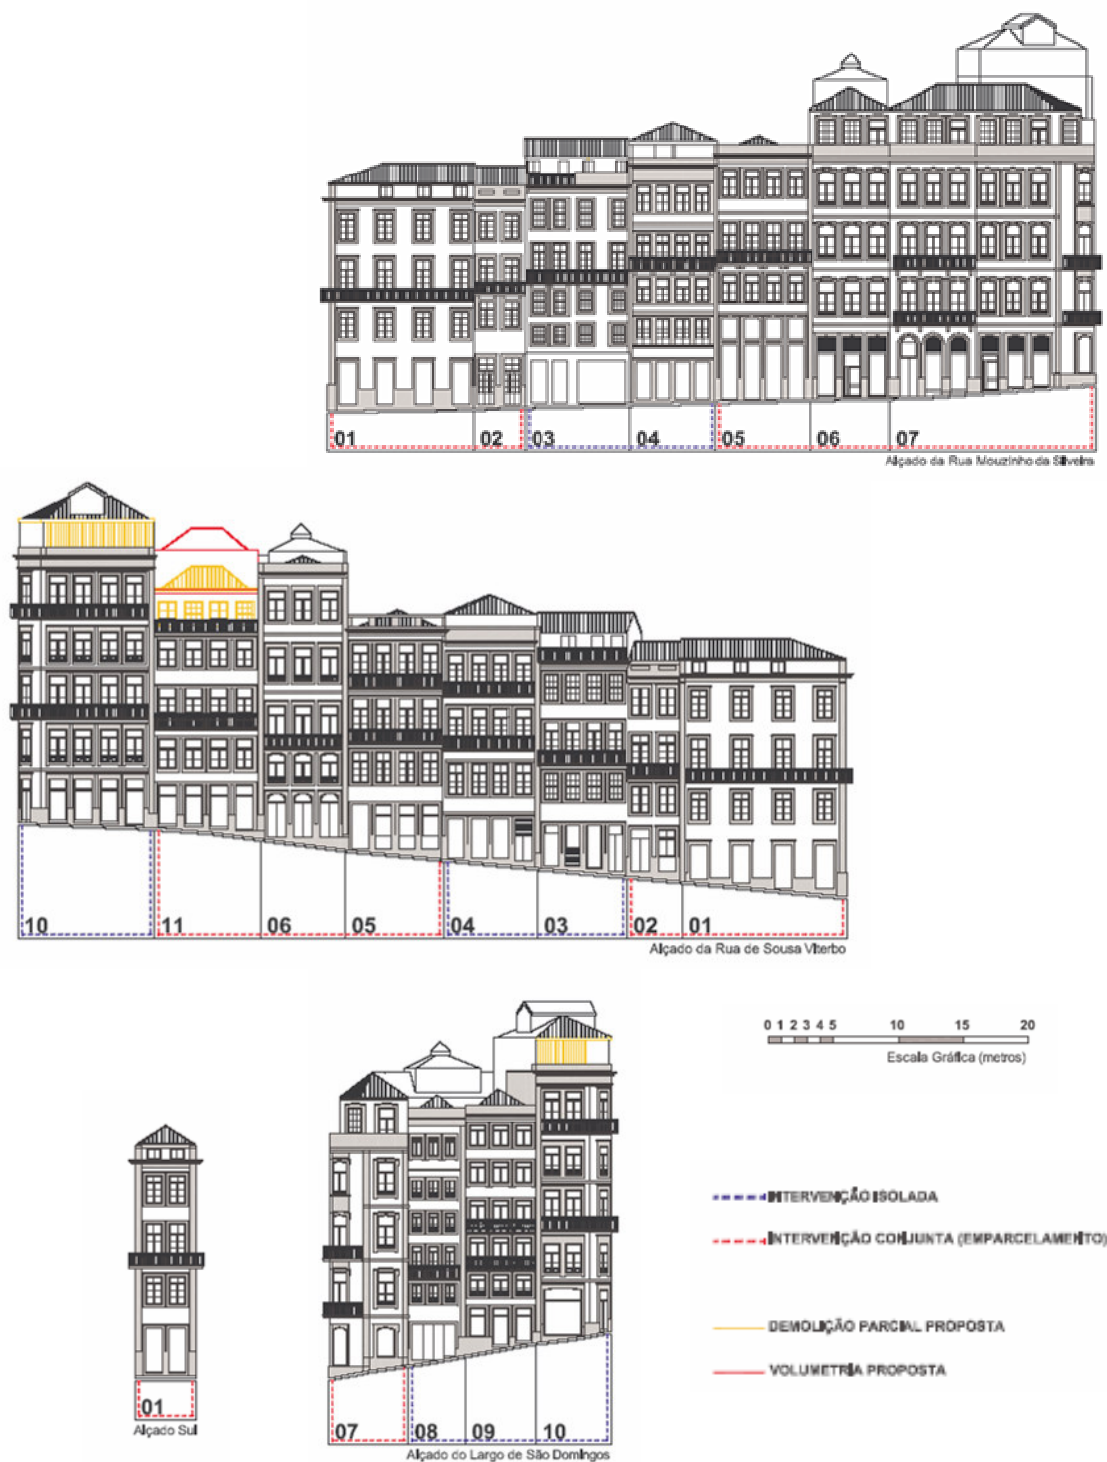 01 02 03 04 05 06 07
Alçado da Rua Mouzinho da Silveira
10 11 06 05 04 03 02 01
Alçado da Rua de Sousa Viterbo
0 1 2 3 4 5 10 15 20
Escala Gráfica (metros)
INTERVENÇÃO ISOLADA
INTERVENÇÃO CONJUNTA (EMPARCELAMENTO)
DEMOLIÇÃO PARCIAL PROPOSTA
VOLUMETRIA PROPOSTA
01
Alçado Sul
07 08 09 10
Alçado do Largo de São Domingos